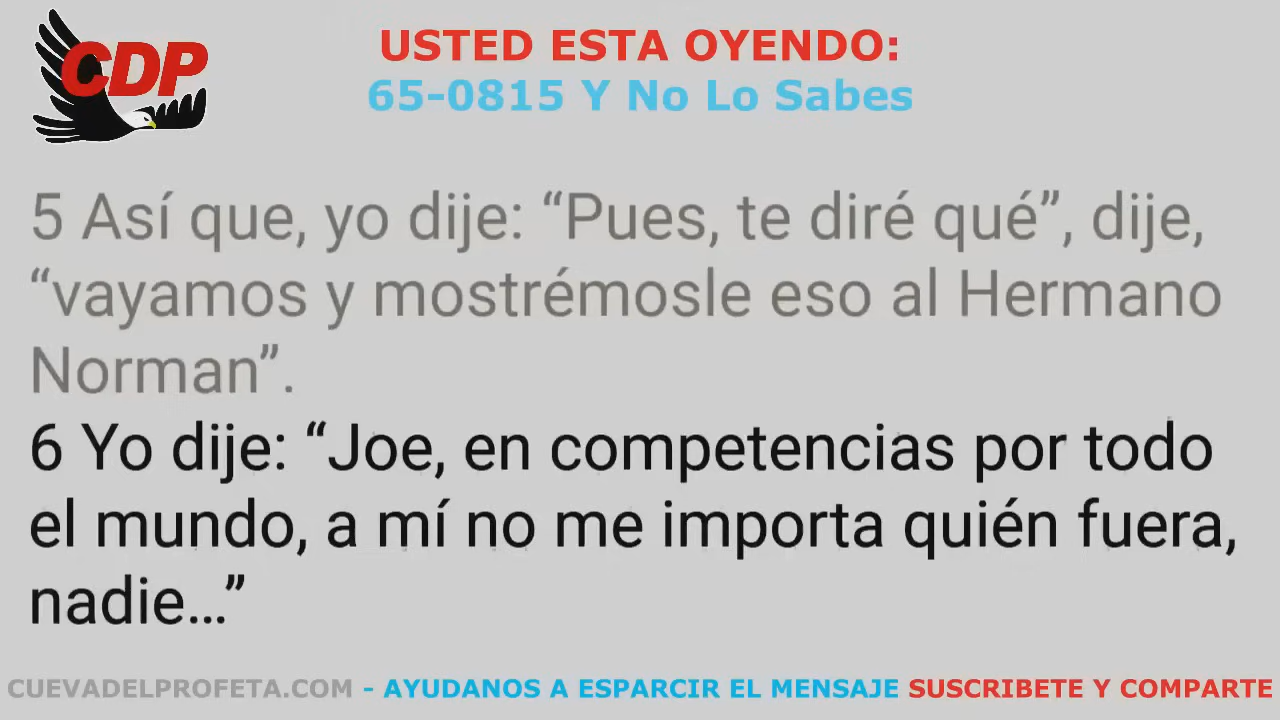 CDP
USTED ESTA OYENDO:
65-0815 Y No Lo Sabes
5 Así que, yo dije: “Pues, te diré qué”, dije,
“vayamos y mostrémosle eso al Hermano
Norman”.
6 Yo dije: “Joe, en competencias por todo
el mundo, a mí no me importa quién fuera,
nadie…”
CUEVADELPROFETA.COM - AYUDANOS A ESPARCIR EL MENSAJE SUSCRIBETE Y COMPARTE